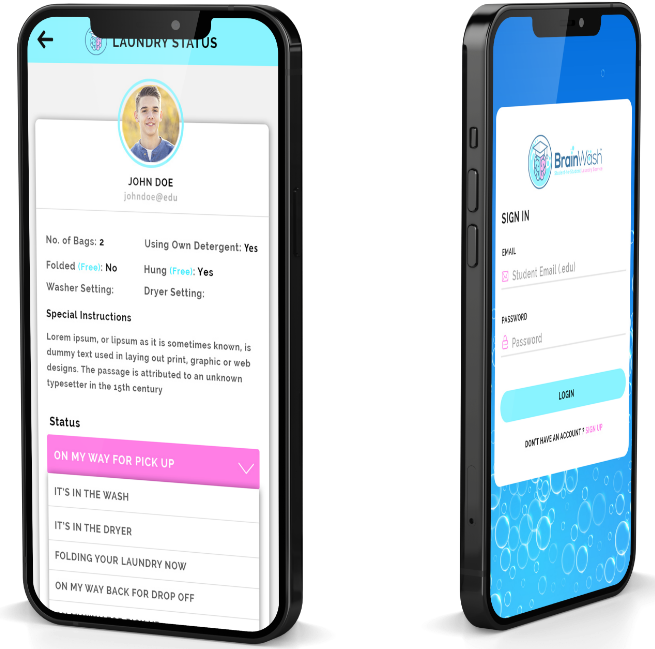 LAUNDRY STATUS
JOHN DOE
johndoe@edu
No. of Bags: 2
Using Own Detergent: Yes
Folded (Free): No
Hung (Free): Yes
Washer Setting:
Dryer Setting:
Special Instructions
Lorem ipsum, or lipsum as it is sometimes known, is
dummy text used in laying out print, graphic or web
designs. The passage is attributed to an unknown
typesetter in the 15th century
Status
ON MY WAY FOR PICK UP
IT'S IN THE WASH
IT'S IN THE DRYER
FOLDING YOUR LAUNDRY NOW
ON MY WAY BACK FOR DROP OFF
BrainWash
SIGN IN
EMAIL
Student Email (.edu)
PASSWORD
Password
LOGIN
DON'T HAVE AN ACCOUNT ? SIGN UP